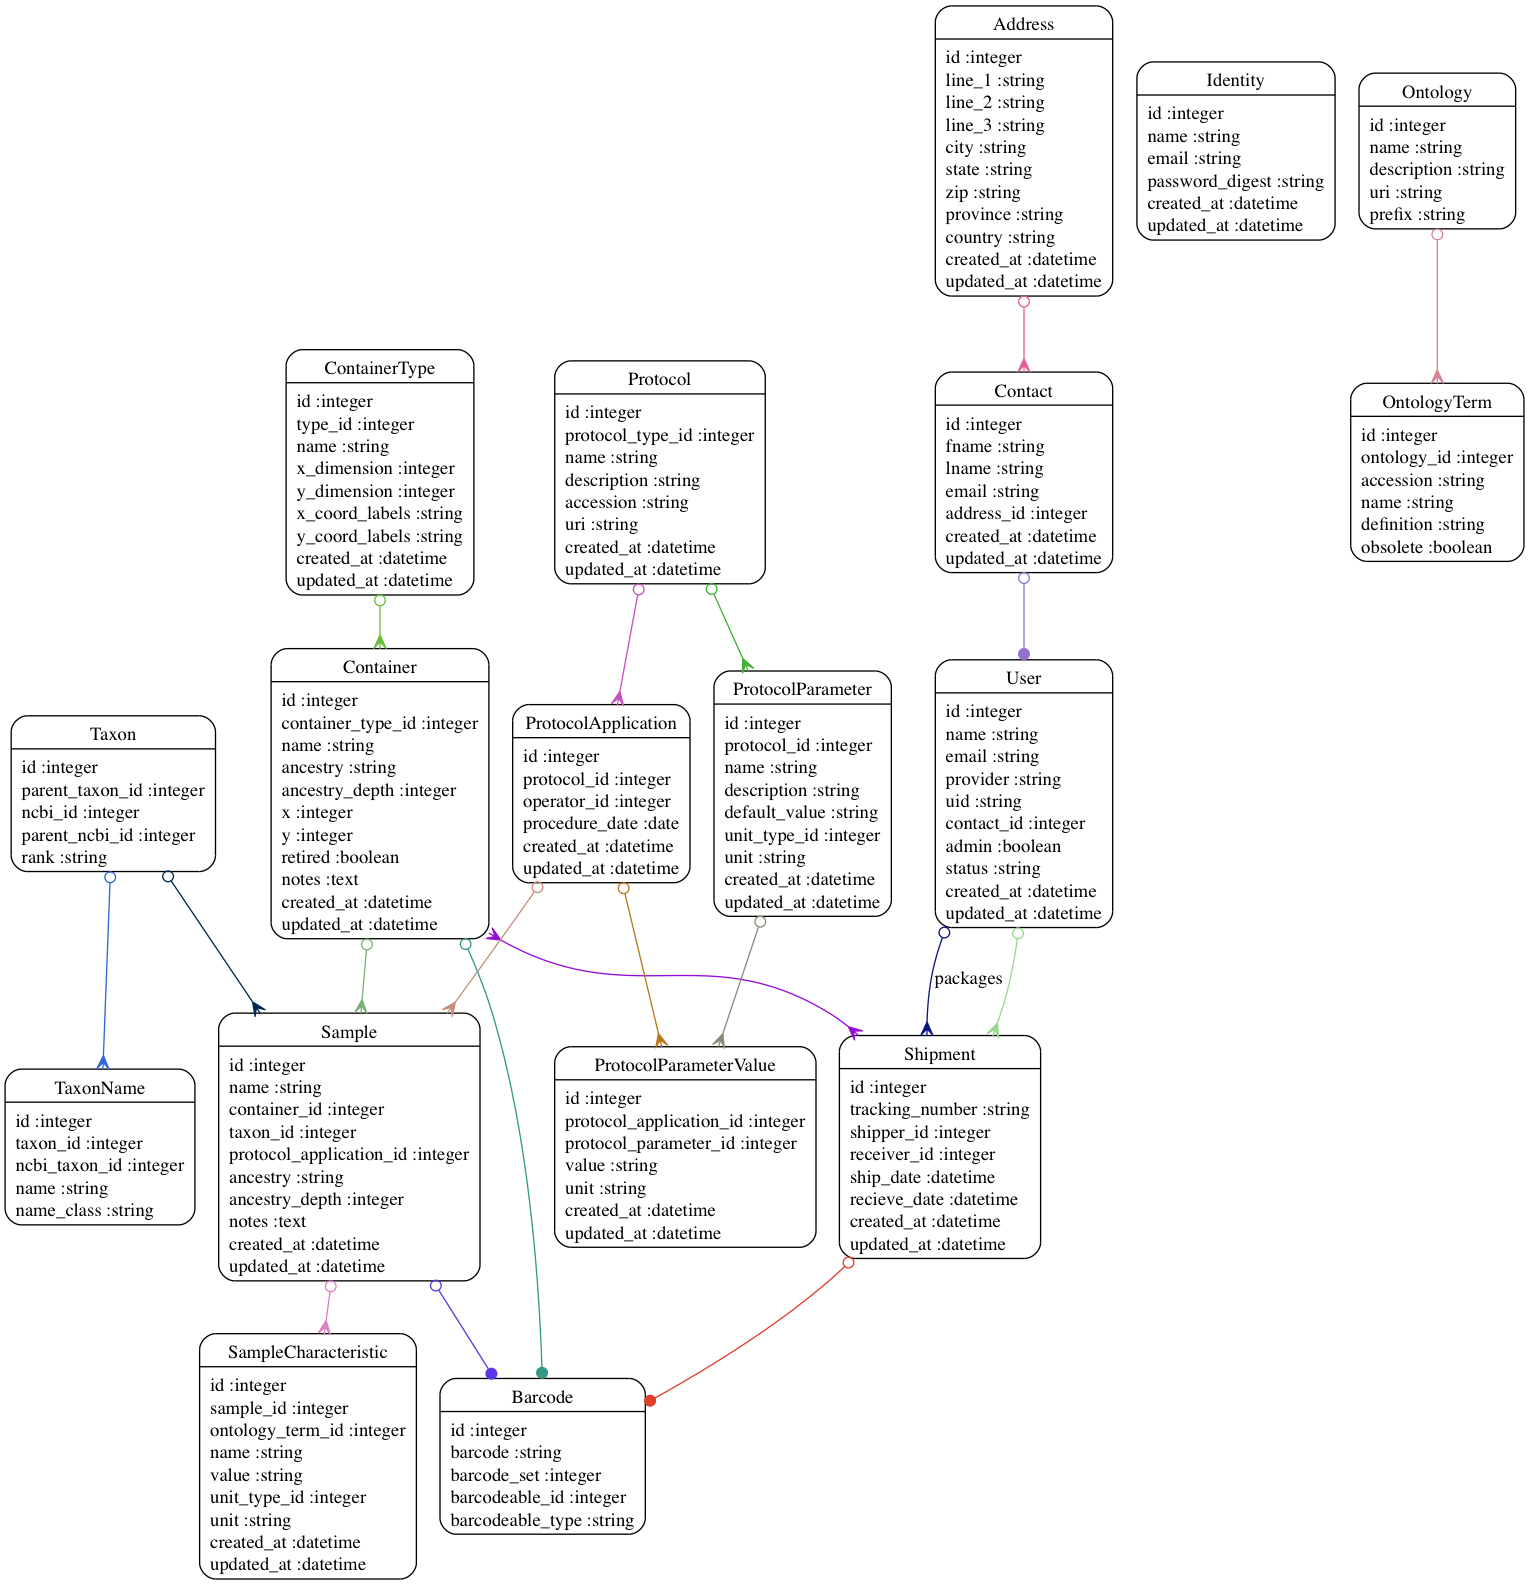 Address
id :integer
line_1 :string
line_2 :string
line_3 :string
city :string
state :string
zip :string
province :string
country :string
created_at :datetime
updated_at :datetime
Identity
id :integer
name :string
email :string
password_digest :string
created_at :datetime
updated_at :datetime
Ontology
id :integer
name :string
description :string
uri :string
prefix :string
ContainerType
id :integer
type_id :integer
name :string
x_dimension :integer
y_dimension :integer
x_coord_labels :string
y_coord_labels :string
created_at :datetime
updated_at :datetime
Protocol
id :integer
protocol_type_id :integer
name :string
description :string
accession :string
uri :string
created_at :datetime
updated_at :datetime
Contact
id :integer
fname :string
lname :string
email :string
address_id :integer
created_at :datetime
updated_at :datetime
OntologyTerm
id :integer
ontology_id :integer
accession :string
name :string
definition :string
obsolete :boolean
Taxon
id :integer
parent_taxon_id :integer
ncbi_id :integer
parent_ncbi_id :integer
rank :string
Container
id :integer
container_type_id :integer
name :string
ancestry :string
ancestry_depth :integer
x :integer
y :integer
retired :boolean
notes :text
created_at :datetime
updated_at :datetime
ProtocolApplication
id :integer
protocol_id :integer
operator_id :integer
procedure_date :date
created_at :datetime
updated_at :datetime
ProtocolParameter
id :integer
protocol_id :integer
name :string
description :string
default_value :string
unit_type_id :integer
unit :string
created_at :datetime
updated_at :datetime
User
id :integer
name :string
email :string
provider :string
uid :string
contact_id :integer
admin :boolean
status :string
created_at :datetime
updated_at :datetime
packages
TaxonName
id :integer
taxon_id :integer
ncbi_taxon_id :integer
name :string
name_class :string
Sample
id :integer
name :string
container_id :integer
taxon_id :integer
protocol_application_id :integer
ancestry :string
ancestry_depth :integer
notes :text
created_at :datetime
updated_at :datetime
ProtocolParameterValue
id :integer
protocol_application_id :integer
protocol_parameter_id :integer
value :string
unit :string
created_at :datetime
updated_at :datetime
Shipment
id :integer
tracking_number :string
shipper_id :integer
receiver_id :integer
ship_date :datetime
recieve_date :datetime
created_at :datetime
updated_at :datetime
SampleCharacteristic
id :integer
sample_id :integer
ontology_term_id :integer
name :string
value :string
unit_type_id :integer
unit :string
created_at :datetime
updated_at :datetime
Barcode
id :integer
barcode :string
barcode_set :integer
barcodeable_id :integer
barcodeable_type :string